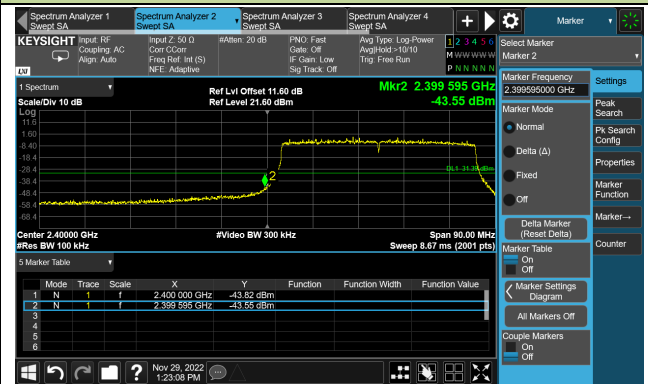 Spectrum Analyzer 1
Swept SA
Spectrum Analyzer 2
Swept SA
Spectrum Analyzer 3
Swept SA
Spectrum Analyzer 4
Swept SA
+
Marker
KEYSIGHT
LXI
Input: RF
Coupling: AC
Align: Auto
Input Z: 50 Ω
Corr CCorr
Freq Ref: Int (S)
NFE: Adaptive
#Atten: 20 dB
PNO: Fast
Gate: Off
IF Gain: Low
Sig Track: Off
Avg Type: Log-Power
Avg|Hold:>10/10
Trig: Free Run
1 2 3 4 5 6
M W W W W W
P N N N N N
Select Marker
Marker 2
1 Spectrum
Scale/Div 10 dB
Ref Lvl Offset 11.60 dB
Ref Level 21.60 dBm
Mkr2 2.399 595 GHz
-43.55 dBm
Log
11.6
1.60
-8.40
-18.4
-28.4
-38.4
-48.4
-58.4
-68.4
2
DL1 -31.39 dBm
Center 2.40000 GHz
#Res BW 100 kHz
#Video BW 300 kHz
Span 90.00 MHz
Sweep 8.67 ms (2001 pts)
5 Marker Table
Mode Trace Scale X Y Function Function Width Function Value
1 N 1 f 2.400 000 GHz -43.82 dBm
2 N 1 f 2.399 595 GHz -43.55 dBm
3
4
5
6
Marker Frequency
2.399595000 GHz
Marker Mode
Normal
Delta (Δ)
Fixed
Off
Delta Marker
(Reset Delta)
Marker Table
On
Off
Marker Settings
Diagram
All Markers Off
Couple Markers
On
Off
Settings
Peak
Search
Pk Search
Config
Properties
Marker
Function
Marker→
Counter
?
Nov 29, 2022
1:23:08 PM